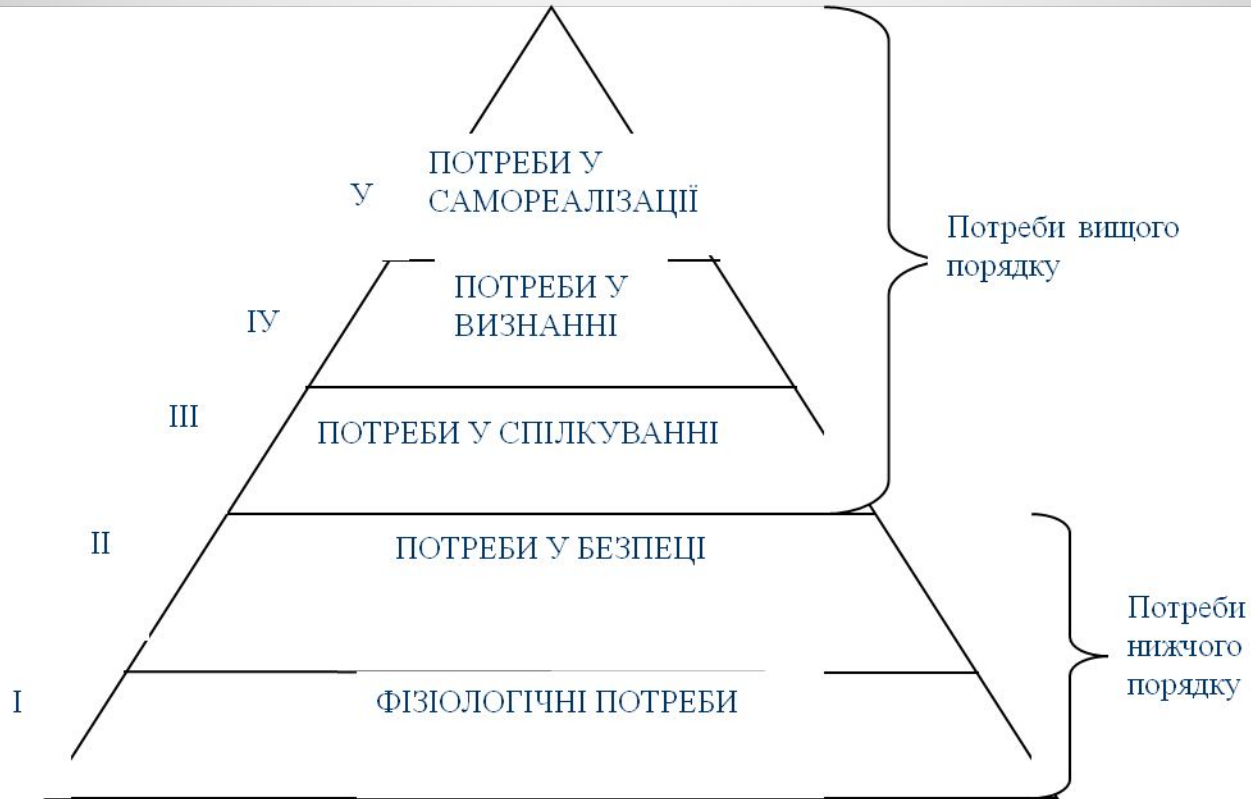 ПОТРЕБИ У
САМОРЕАЛІЗАЦІЇ
У
Потреби вищого
порядку
ПОТРЕБИ У
ВИЗНАННІ
ІУ
ІІІ
ПОТРЕБИ У СПІЛКУВАННІ
ІІ
ПОТРЕБИ У БЕЗПЕЦІ
Потреби
нижчого
порядку
І
ФІЗІОЛОГІЧНІ ПОТРЕБИ